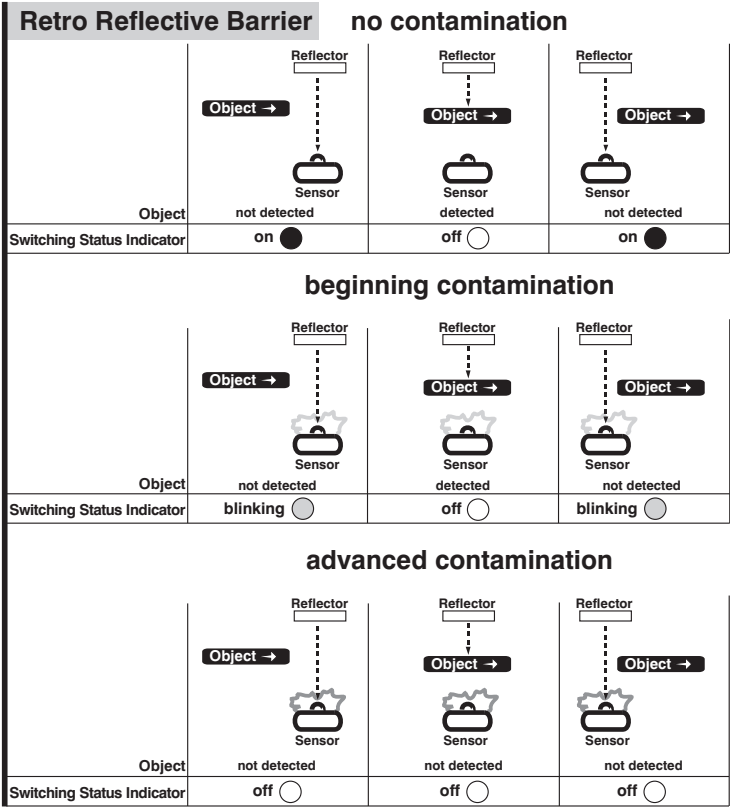 Retro Reflective Barrier no contamination
Reflector Reflector Reflector
Object → Object → Object →
Sensor Sensor Sensor
Object not detected detected not detected
Switching Status Indicator on off on
beginning contamination
Reflector Reflector Reflector
Object → Object → Object →
Sensor Sensor Sensor
Object not detected detected not detected
Switching Status Indicator blinking off blinking
advanced contamination
Reflector Reflector Reflector
Object → Object → Object →
Sensor Sensor Sensor
Object not detected not detected not detected
Switching Status Indicator off off off